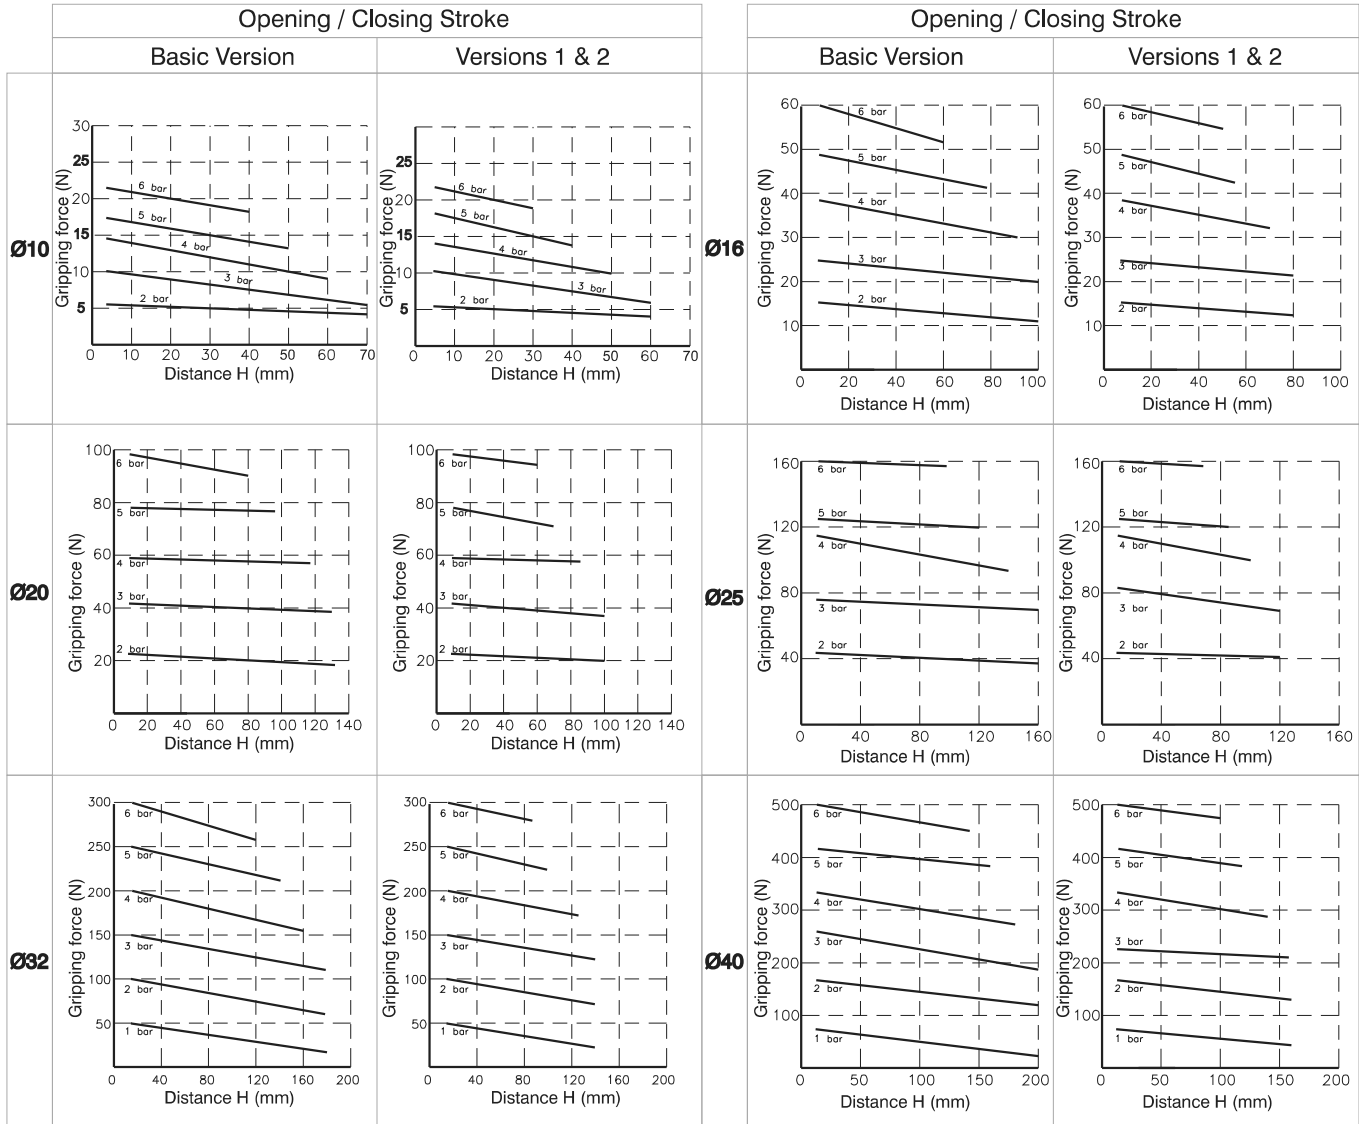 Opening / Closing Stroke
Opening / Closing Stroke
Basic Version
Versions 1 & 2
Basic Version
Versions 1 & 2
Ø10
Gripping force (N)
30
25
20
15
10
5
6 bar
5 bar
4 bar
3 bar
2 bar
0 10 20 30 40 50 60 70
Distance H (mm)
Gripping force (N)
25
20
15
10
5
6 bar
5 bar
4 bar
3 bar
2 bar
0 10 20 30 40 50 60 70
Distance H (mm)
Ø16
Gripping force (N)
60
50
40
30
20
10
6 bar
5 bar
4 bar
3 bar
2 bar
0 20 40 60 80 100
Distance H (mm)
Gripping force (N)
60
50
40
30
20
10
6 bar
5 bar
4 bar
3 bar
2 bar
0 20 40 60 80 100
Distance H (mm)
Ø20
Gripping force (N)
100
80
60
40
20
6 bar
5 bar
4 bar
3 bar
2 bar
0 20 40 60 80 100 120 140
Distance H (mm)
Gripping force (N)
100
80
60
40
20
6 bar
5 bar
4 bar
3 bar
2 bar
0 20 40 60 80 100 120 140
Distance H (mm)
Ø25
Gripping force (N)
160
120
80
40
6 bar
5 bar
4 bar
3 bar
2 bar
0 40 80 120 160
Distance H (mm)
Gripping force (N)
160
120
80
40
6 bar
5 bar
4 bar
3 bar
2 bar
0 40 80 120 160
Distance H (mm)
Ø32
Gripping force (N)
300
250
200
150
100
50
6 bar
5 bar
4 bar
3 bar
2 bar
1 bar
0 40 80 120 160 200
Distance H (mm)
Gripping force (N)
300
250
200
150
100
50
6 bar
5 bar
4 bar
3 bar
2 bar
1 bar
0 40 80 120 160 200
Distance H (mm)
Ø40
Gripping force (N)
500
400
300
200
100
6 bar
5 bar
4 bar
3 bar
2 bar
1 bar
0 50 100 150 200
Distance H (mm)
Gripping force (N)
500
400
300
200
100
6 bar
5 bar
4 bar
3 bar
2 bar
1 bar
0 50 100 150 200
Distance H (mm)